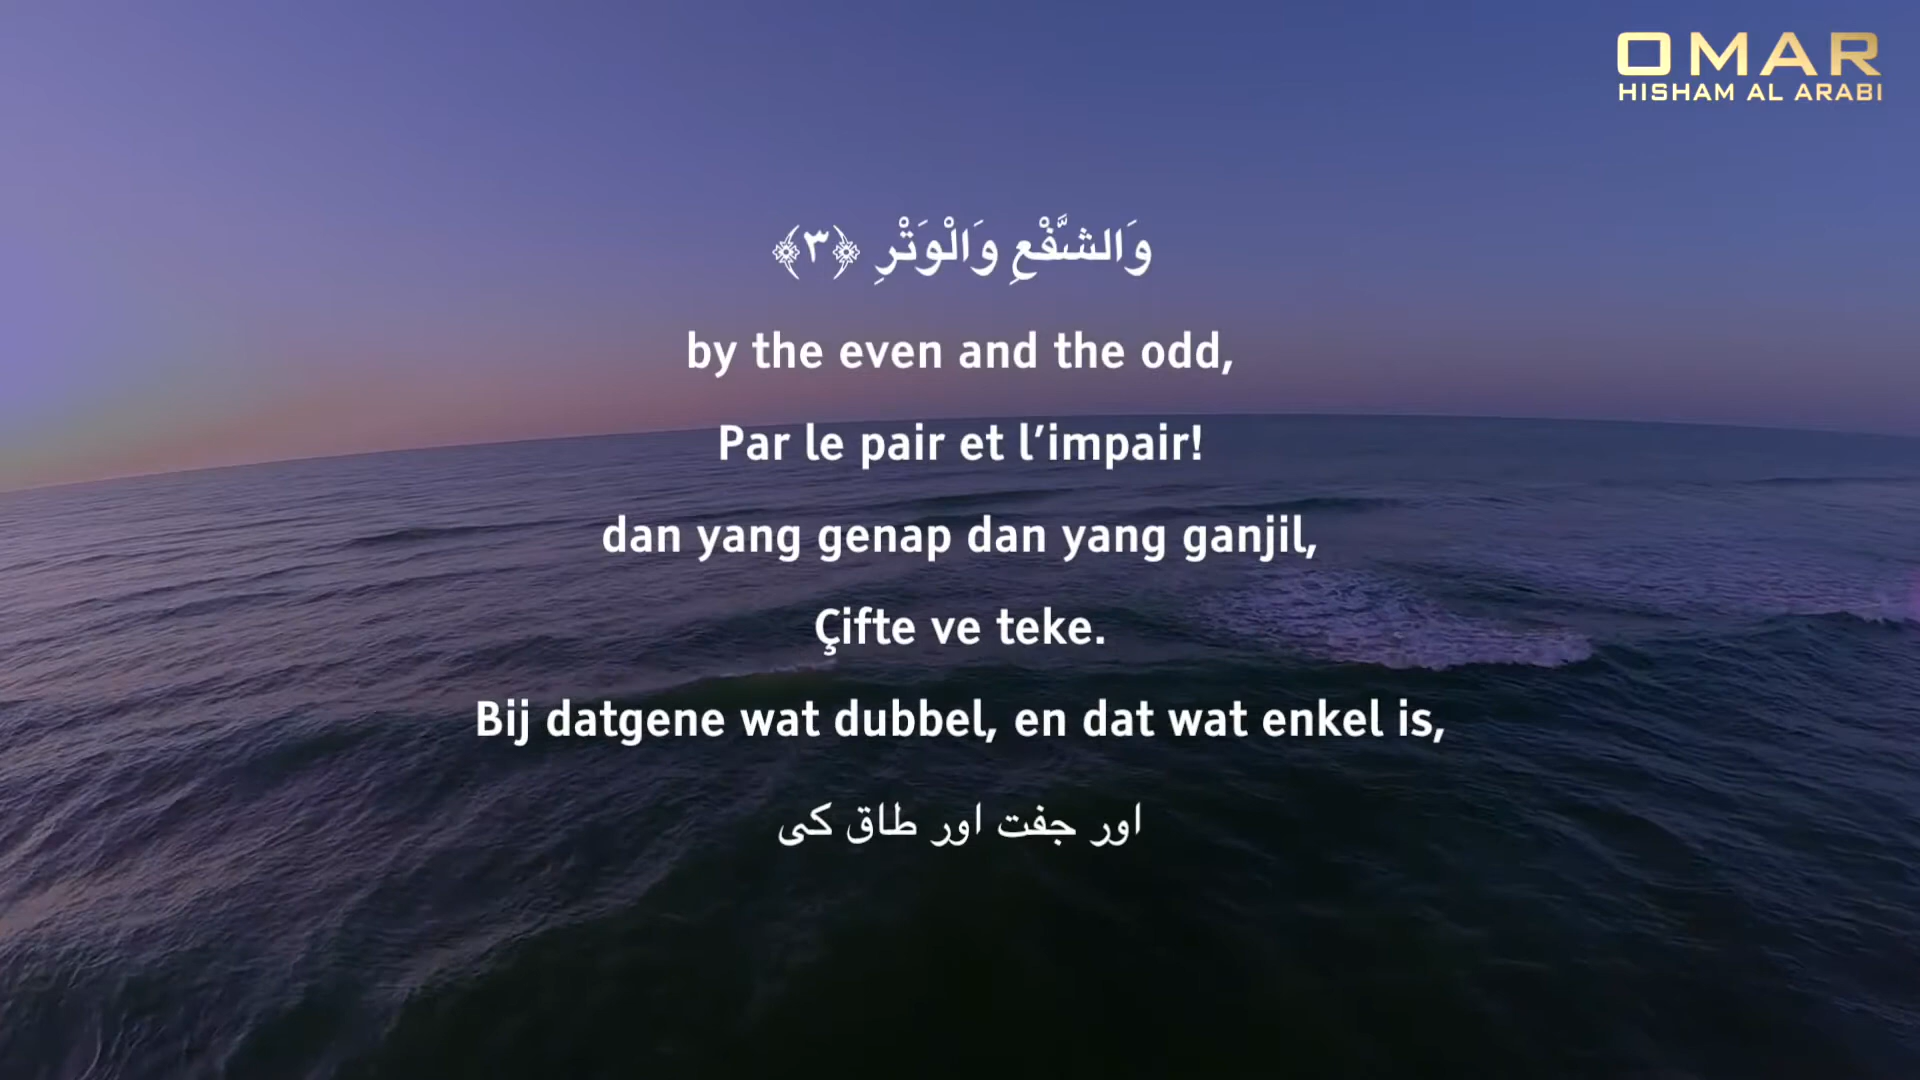 OMAR
HISHAM AL ARABI
وَالشَّفْعِ وَالْوَتْرِ ﴿٣﴾
by the even and the odd,
Par le pair et l’impair!
dan yang genap dan yang ganjil,
Çifte ve teke.
Bij datgene wat dubbel, en dat wat enkel is,
اور جفت اور طاق کی